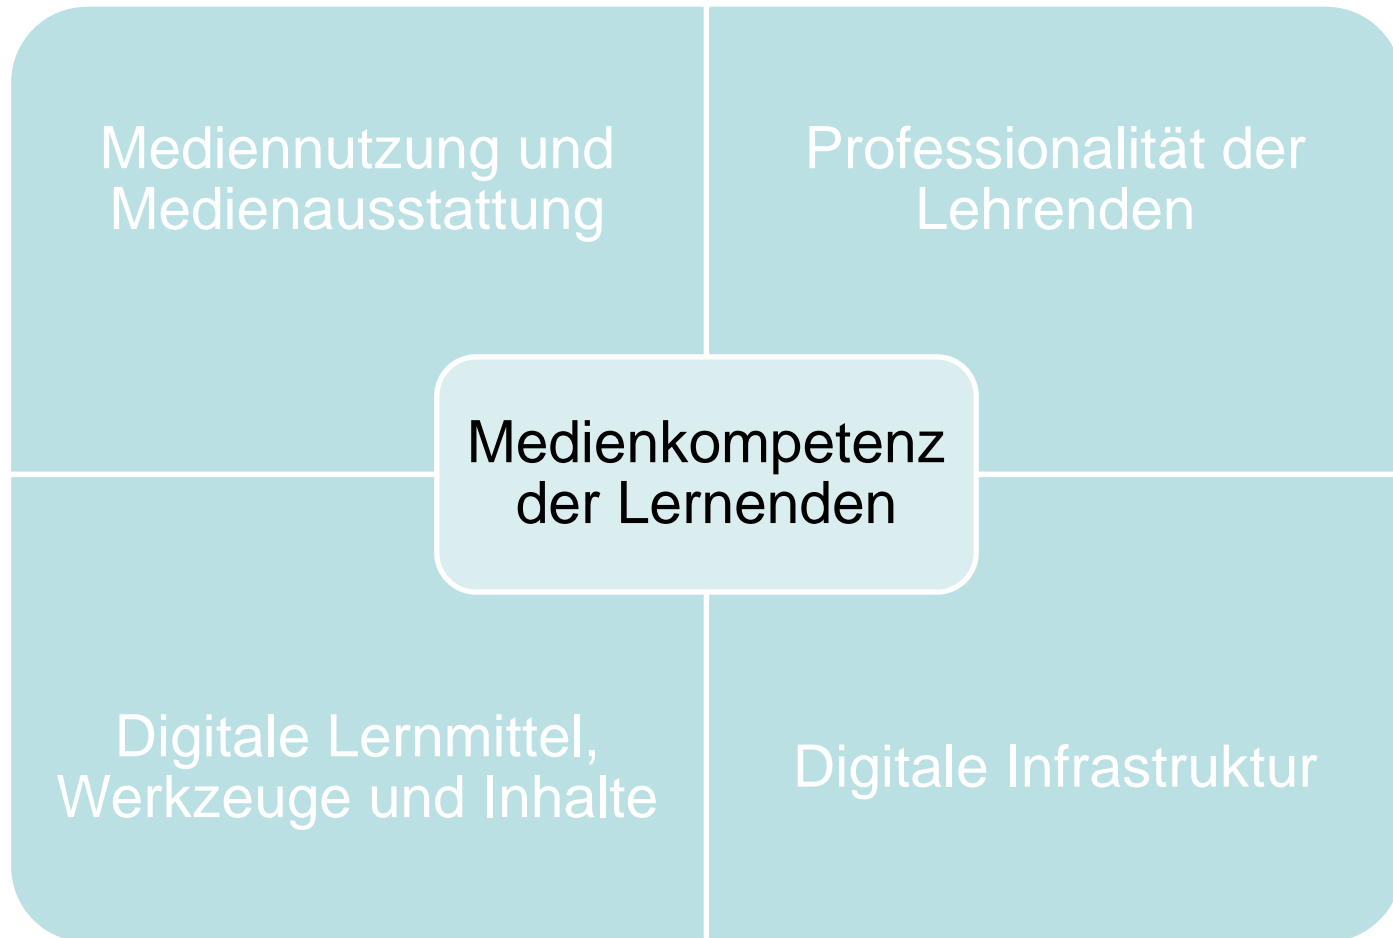 Mediennutzung und
Medienausstattung
Professionalität der
Lehrenden
Medienkompetenz
der Lernenden
Digitale Lernmittel,
Werkzeuge und Inhalte
Digitale Infrastruktur